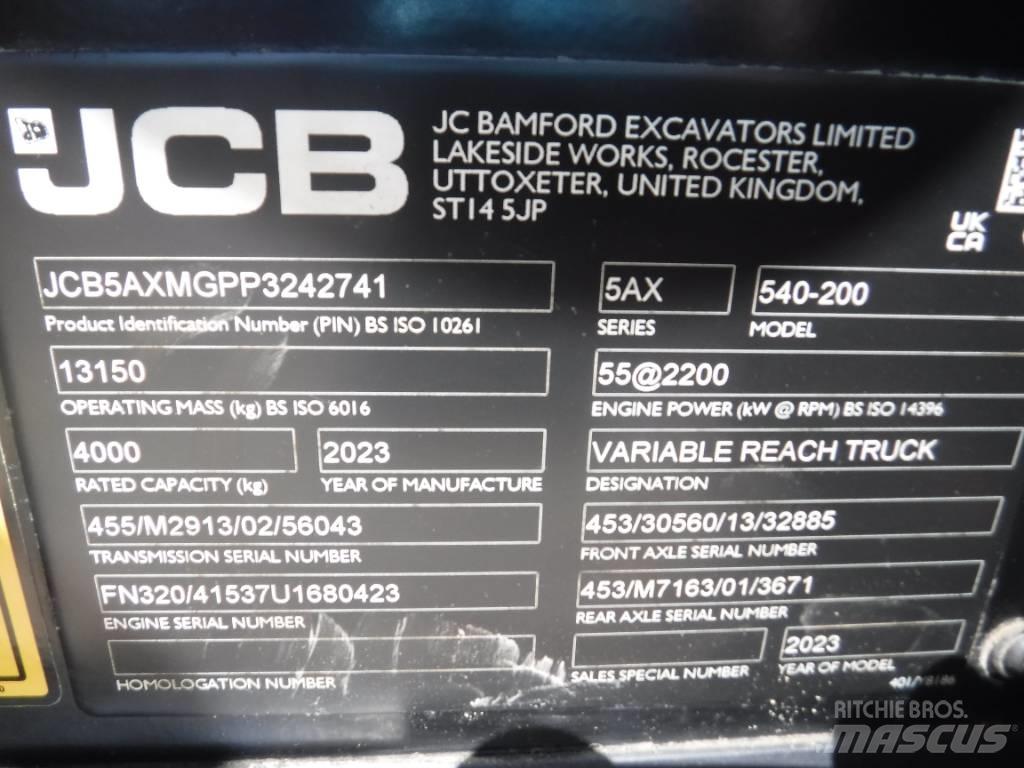 JCB
JC BAMFORD EXCAVATORS LIMITED
LAKESIDE WORKS, ROCESTER,
UTTOXETER, UNITED KINGDOM,
ST14 5JP
UK
CA
JCB5AXMGPP3242741
Product Identification Number (PIN) BS ISO 10261
5AX
SERIES
540-200
MODEL
13150
OPERATING MASS (kg) BS ISO 6016
55@2200
ENGINE POWER (kW @ RPM) BS ISO 14396
4000
RATED CAPACITY (kg)
2023
YEAR OF MANUFACTURE
VARIABLE REACH TRUCK
DESIGNATION
455/M2913/02/56043
TRANSMISSION SERIAL NUMBER
453/30560/13/32885
FRONT AXLE SERIAL NUMBER
FN320/41537U1680423
ENGINE SERIAL NUMBER
453/M7163/01/3671
REAR AXLE SERIAL NUMBER
HOMOLOGATION NUMBER
SALES SPECIAL NUMBER
2023
YEAR OF MODEL
RITCHIE BROS.
MASCUS